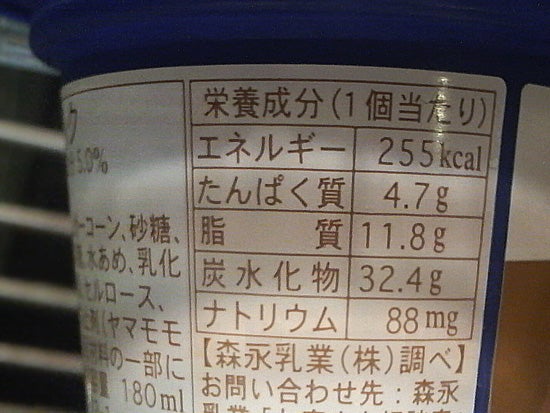 栄養成分(1個当たり)
エネルギー 255kcal
たんぱく質 4.7g
脂質 11.8g
炭水化物 32.4g
ナトリウム 88mg
【森永乳業(株)調べ】
お問い合わせ先:森永
ク
5.0%
コーン、砂糖、
水あめ、乳化
セルロース、
(ヤマモモ
の一部に
180ml